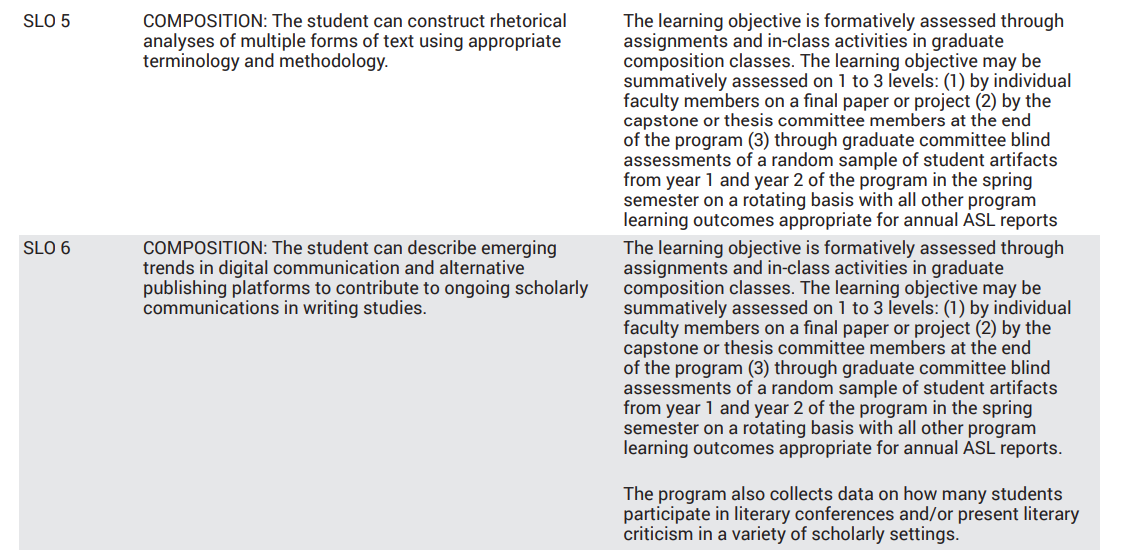 SLO 5
COMPOSITION: The student can construct rhetorical
analyses of multiple forms of text using appropriate
terminology and methodology.
The learning objective is formatively assessed through
assignments and in-class activities in graduate
composition classes. The learning objective may be
summatively assessed on 1 to 3 levels: (1) by individual
faculty members on a final paper or project (2) by the
capstone or thesis committee members at the end
of the program (3) through graduate committee blind
assessments of a random sample of student artifacts
from year 1 and year 2 of the program in the spring
semester on a rotating basis with all other program
learning outcomes appropriate for annual ASL reports
SLO 6
COMPOSITION: The student can describe emerging
trends in digital communication and alternative
publishing platforms to contribute to ongoing scholarly
communications in writing studies.
The learning objective is formatively assessed through
assignments and in-class activities in graduate
composition classes. The learning objective may be
summatively assessed on 1 to 3 levels: (1) by individual
faculty members on a final paper or project (2) by the
capstone or thesis committee members at the end
of the program (3) through graduate committee blind
assessments of a random sample of student artifacts
from year 1 and year 2 of the program in the spring
semester on a rotating basis with all other program
learning outcomes appropriate for annual ASL reports.
The program also collects data on how many students
participate in literary conferences and/or present literary
criticism in a variety of scholarly settings.